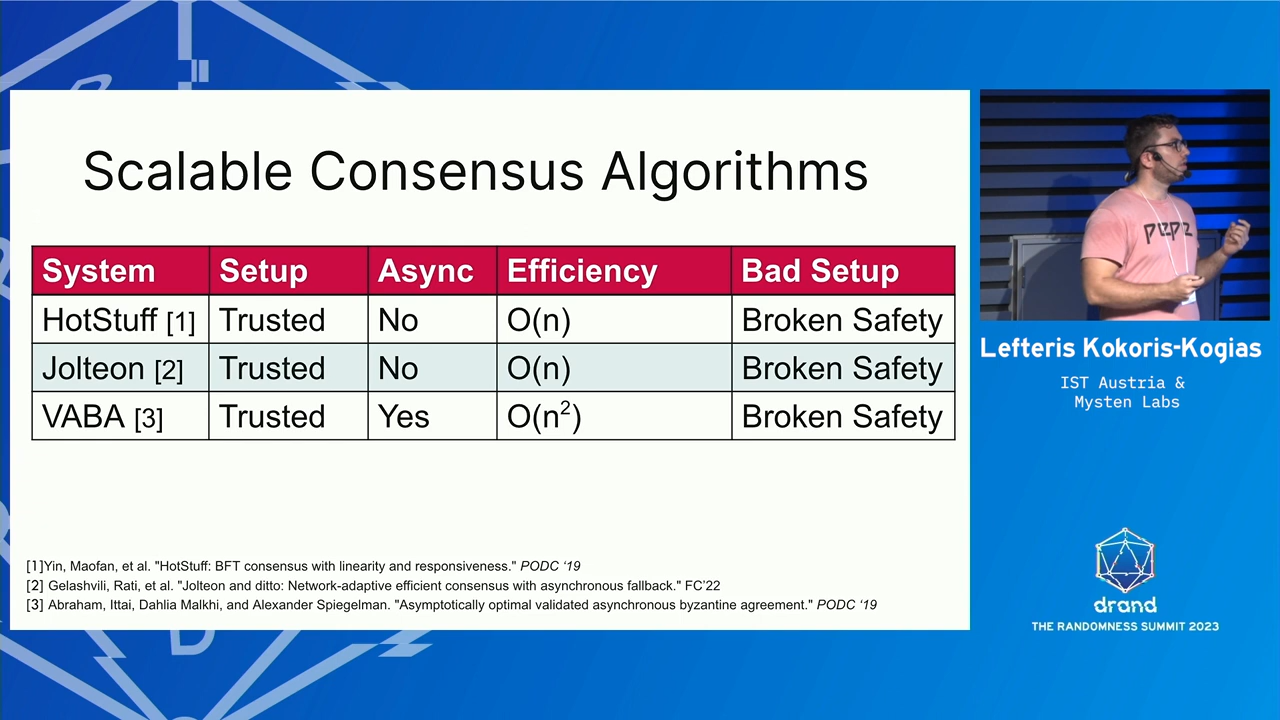 Scalable Consensus Algorithms
System Setup Async Efficiency Bad Setup
HotStuff [1] Trusted No O(n) Broken Safety
Jolteon [2] Trusted No O(n) Broken Safety
VABA [3] Trusted Yes O(n²) Broken Safety
[1]Yin, Maofan, et al. "HotStuff: BFT consensus with linearity and responsiveness." PODC ‘19
[2] Gelashvili, Rati, et al. "Jolteon and ditto: Network-adaptive efficient consensus with asynchronous fallback." FC’22
[3] Abraham, Ittai, Dahlia Malkhi, and Alexander Spiegelman. "Asymptotically optimal validated asynchronous byzantine agreement." PODC ‘19
Lefteris Kokoris-Kogias
IST Austria &
Mysten Labs
drand
THE RANDOMNESS SUMMIT 2023